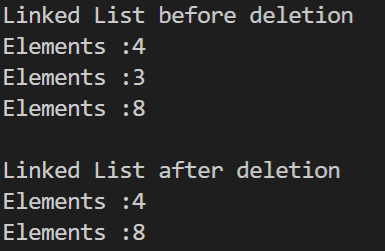 Linked List before deletion
Elements :4
Elements :3
Elements :8
Linked List after deletion
Elements :4
Elements :8